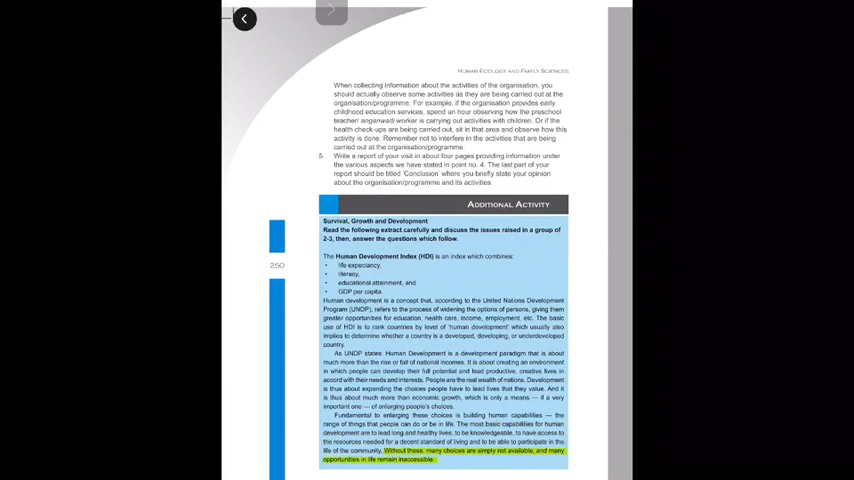 HUMAN ECOLOGY AND FAMILY SCIENCES
When collecting information about the activities of the organisation, you
should actually observe some activities as they are being carried out at the
organisation/programme. For example, if the organisation provides early
childhood education services, spend an hour observing how the preschool
teacher/ anganwadi worker is carrying out activities with children. Or if the
health check-ups are being carried out, sit in that area and observe how this
activity is done. Remember not to interfere in the activities that are being
carried out at the organisation/programme.
5. Write a report of your visit in about four pages providing information under
the various aspects we have stated in point no. 4. The last part of your
report should be titled 'Conclusion' where you briefly state your opinion
about the organisation/programme and its activities.
ADDITIONAL ACTIVITY
Survival, Growth and Development
Read the following extract carefully and discuss the issues raised in a group of
2-3, then, answer the questions which follow.
250
The Human Development Index (HDI) is an index which combines:
• life expectancy,
• literacy,
• educational attainment, and
• GDP per capita.
Human development is a concept that, according to the United Nations Development
Program (UNDP), refers to the process of widening the options of persons, giving them
greater opportunities for education, health care, income, employment, etc. The basic
use of HDI is to rank countries by level of 'human development' which usually also
implies to determine whether a country is a developed, developing, or underdeveloped
country.
As UNDP states: Human Development is a development paradigm that is about
much more than the rise or fall of national incomes. It is about creating an environment
in which people can develop their full potential and lead productive, creative lives in
accord with their needs and interests. People are the real wealth of nations. Development
is thus about expanding the choices people have to lead lives that they value. And it
is thus about much more than economic growth, which is only a means — if a very
important one — of enlarging people's choices.
Fundamental to enlarging these choices is building human capabilities — the
range of things that people can do or be in life. The most basic capabilities for human
development are to lead long and healthy lives, to be knowledgeable, to have access to
the resources needed for a decent standard of living and to be able to participate in the
life of the community. Without these, many choices are simply not available, and many
opportunities in life remain inaccessible.